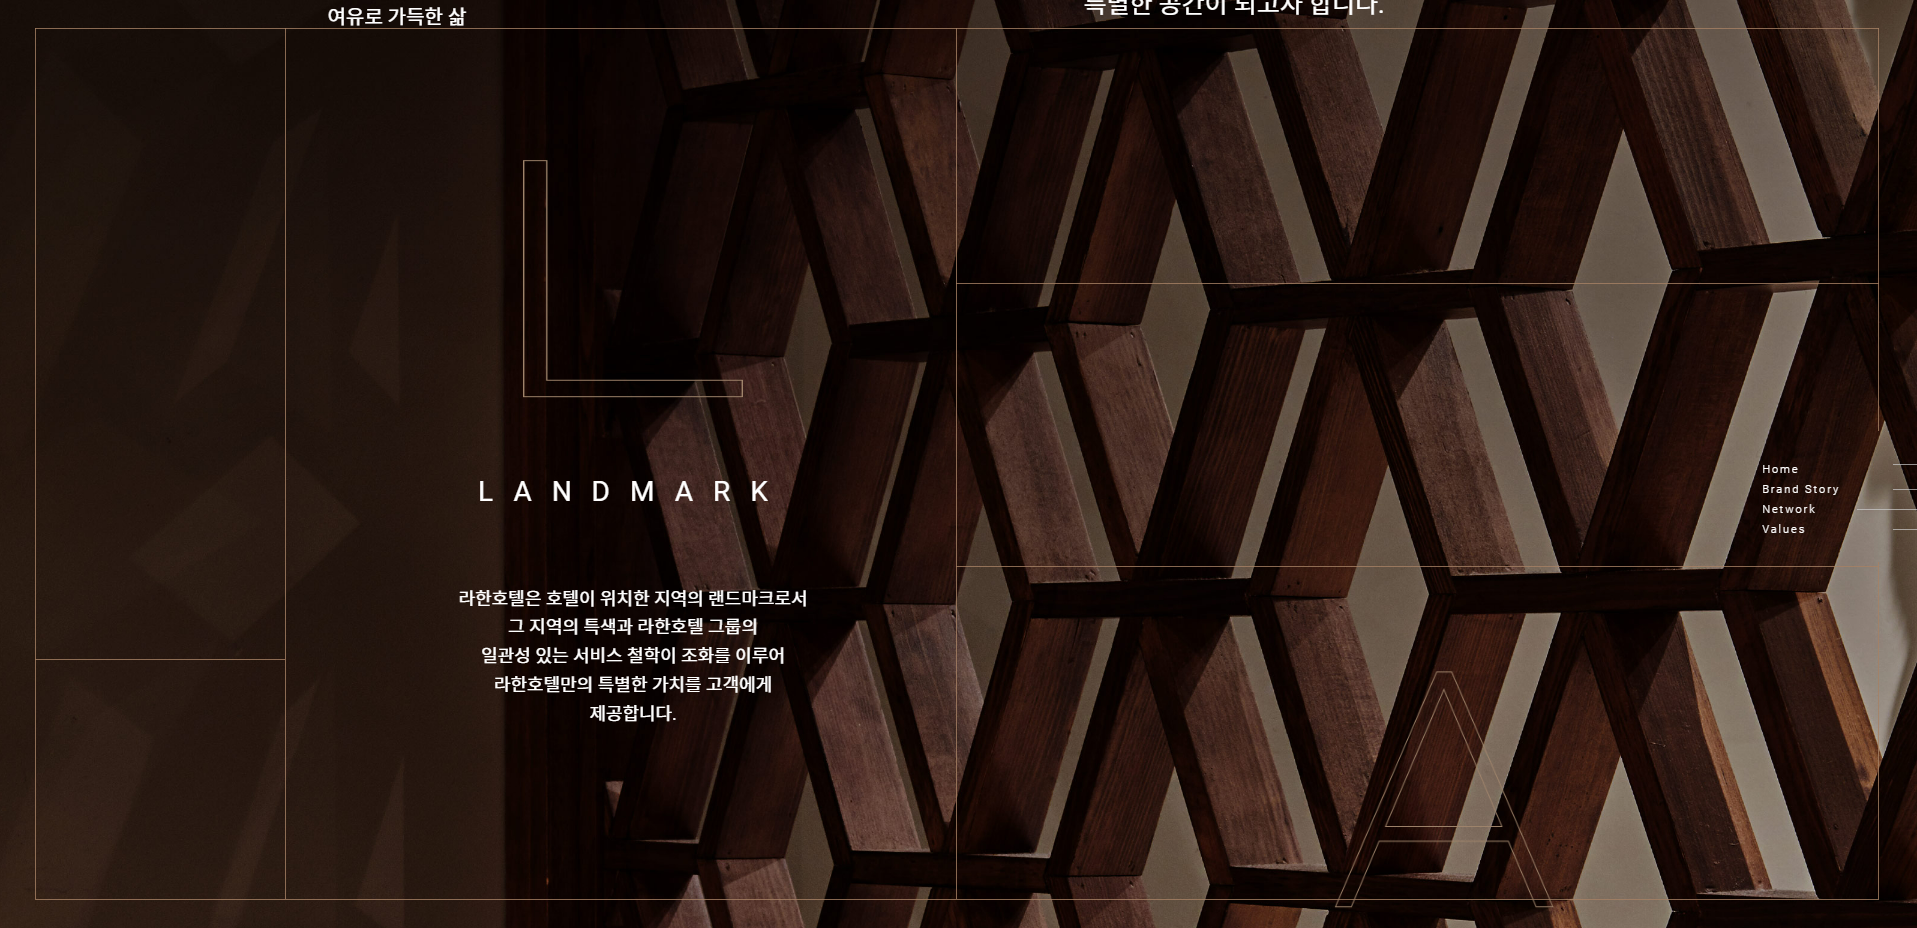 여유로 가득한 삶
특별한 공간이 되고자 합니다.
L
LANDMARK
라한호텔은 호텔이 위치한 지역의 랜드마크로서
그 지역의 특색과 라한호텔 그룹의
일관성 있는 서비스 철학이 조화를 이루어
라한호텔만의 특별한 가치를 고객에게
제공합니다.
Home
Brand Story
Network
Values
A